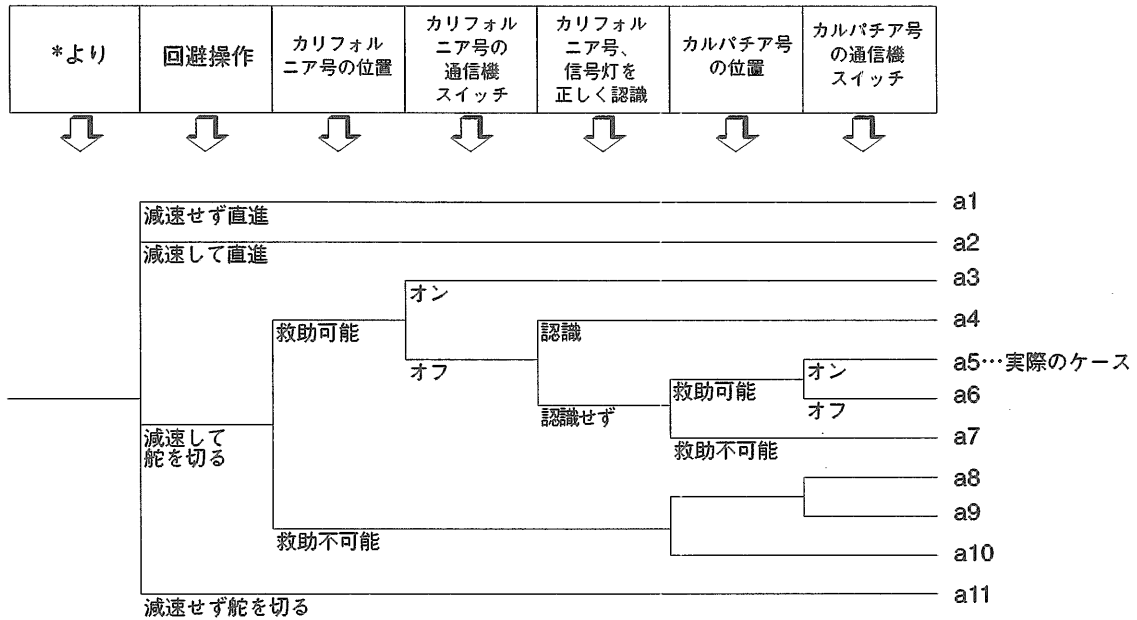 *より
回避操作
カリフォル
ニア号の位置
カリフォル
ニア号の
通信機
スイッチ
カリフォル
ニア号、
信号灯を
正しく認識
カルパチア号
の位置
カルパチア号
の通信機
スイッチ
減速せず直進
a1
減速して直進
a2
オン
a3
救助可能
認識
a4
オフ
オン
a5…実際のケース
救助可能
オフ
a6
認識せず
減速して
舵を切る
救助不可能
a7
a8
a9
救助不可能
a10
減速せず舵を切る
a11